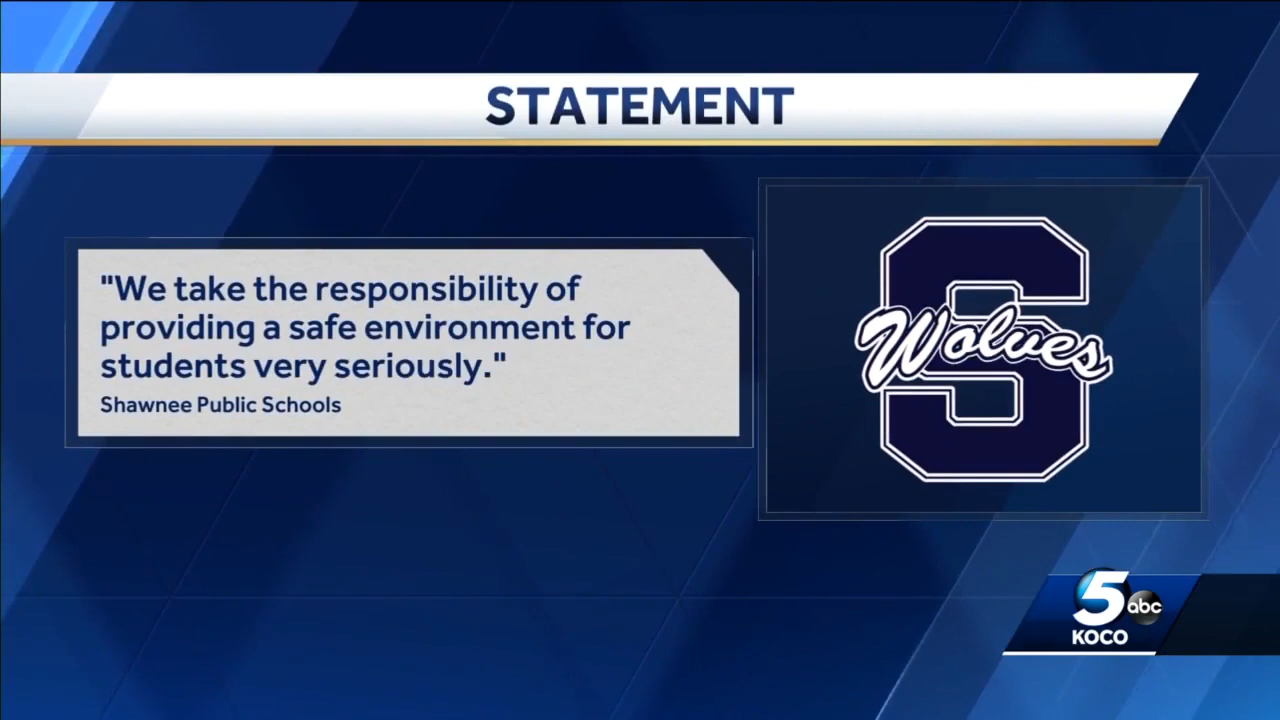 STATEMENT
"We take the responsibility of
providing a safe environment for
students very seriously."
Shawnee Public Schools
S
Wolves
5
abc
KOCO